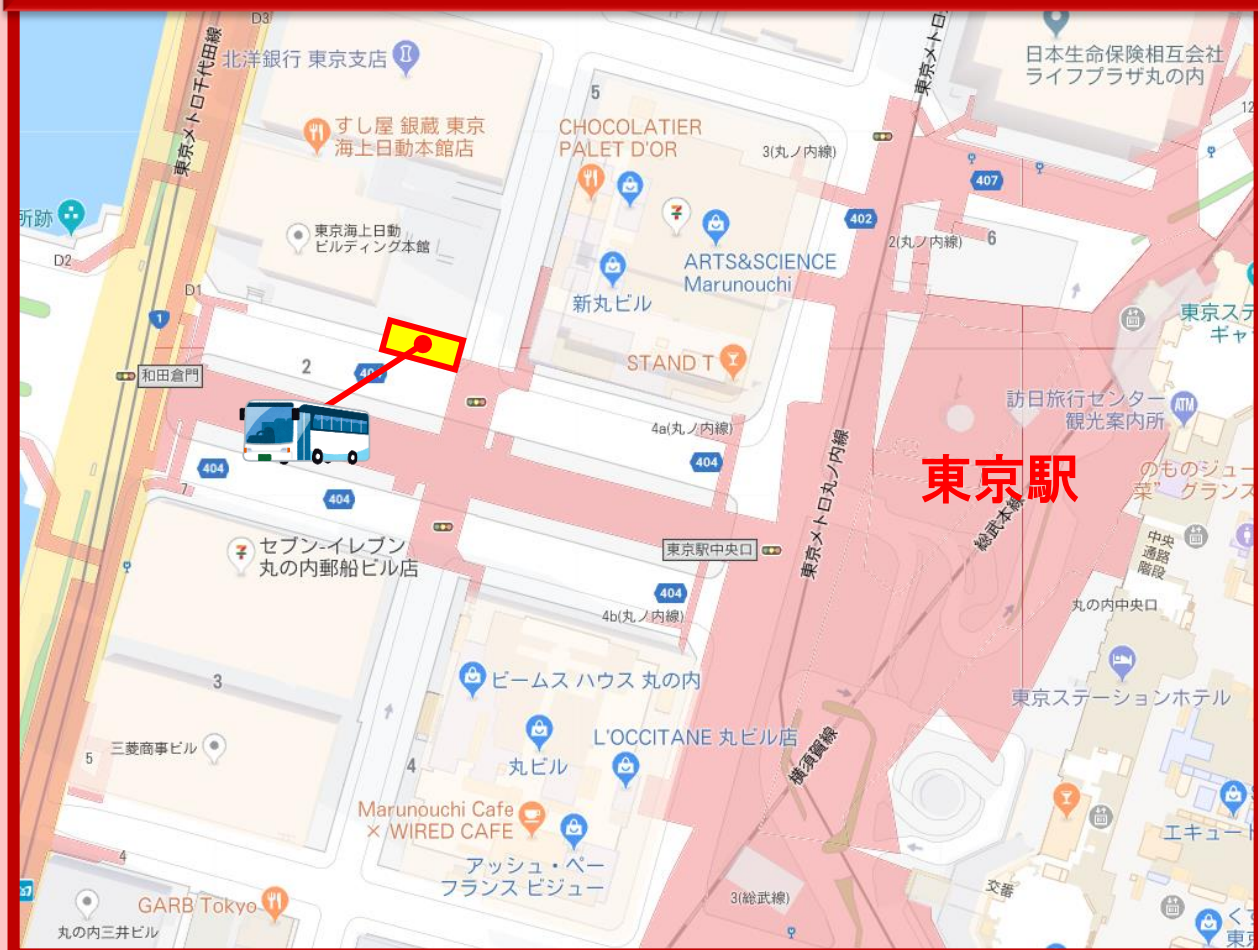 D3
東京メトロ千代田線
北洋銀行 東京支店
すし屋 銀蔵 東京
海上日動本館店
5
CHOCOLATIER
PALET D'OR
3(丸ノ内線)
日本生命保険相互会社
ライフプラザ丸の内
12
407
402
2(丸ノ内線)
6
所跡
D2
東京海上日動
ビルディング本館
ARTS&SCIENCE
Marunouchi
新丸ビル
D1
1
STAND T
和田倉門
2
404
4a(丸ノ内線)
404
404
東京メトロ丸ノ内線
訪日旅行センター
観光案内所
ATM
東京駅
総武本線
中央
通路
階段
7
セブン-イレブン
丸の内郵船ビル店
東京駅中央口
404
4b(丸ノ内線)
丸の内中央口
ビームス ハウス 丸の内
東京ステーションホテル
3
三菱商事ビル
5
L'OCCITANE 丸ビル店
丸ビル
4
横須賀線
Marunouchi Cafe
× WIRED CAFE
アッシュ・ペー
フランス ビジュー
エキュー
4
GARB Tokyo
丸の内三井ビル
3(総武線)
交番